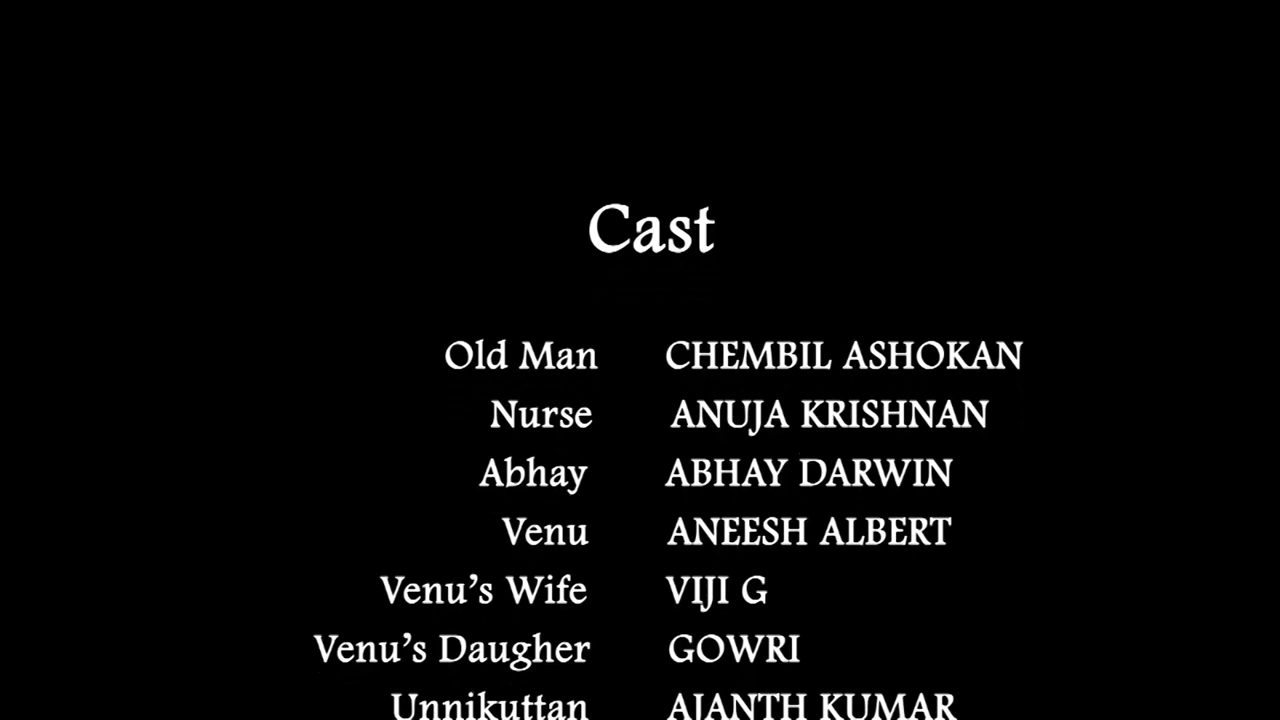 Cast
Old Man CHEMBIL ASHOKAN
Nurse ANUJA KRISHNAN
Abhay ABHAY DARWIN
Venu ANEESH ALBERT
Venu’s Wife VIJI G
Venu’s Daugher GOWRI
Unnikuttan AJANTH KUMAR